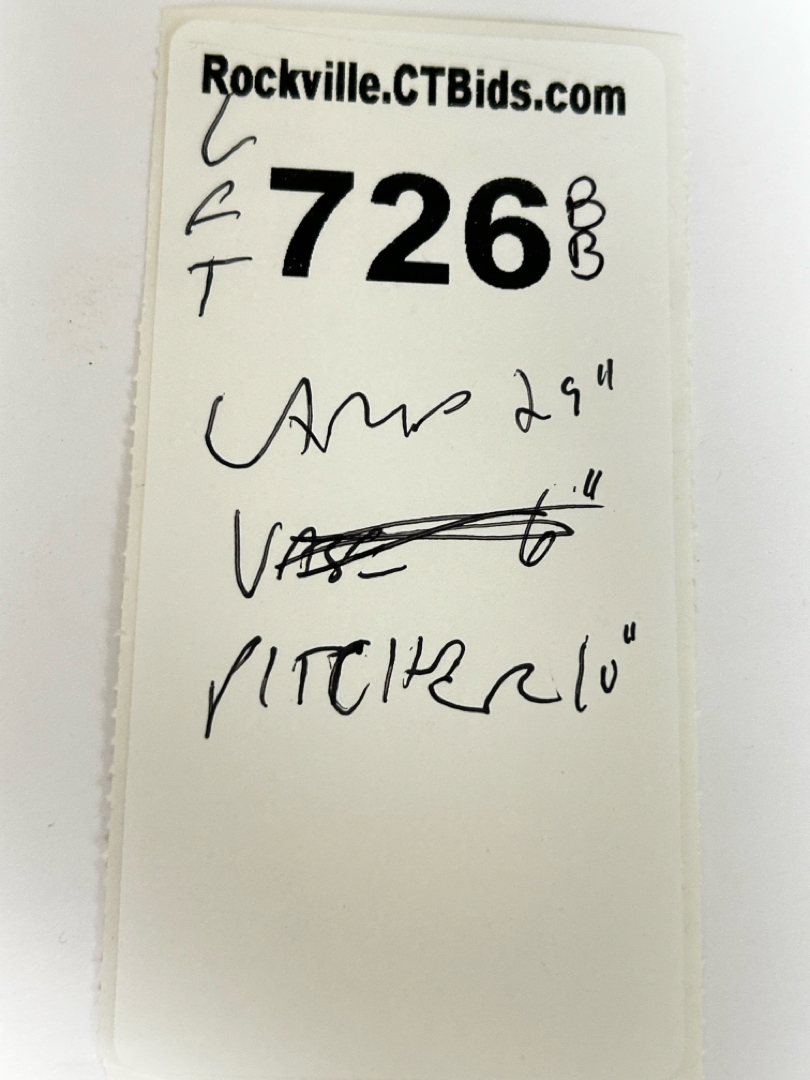 Rockville.CTBids.com
L
F
T
726
B
B
LAMP 29"
VASE 6"
PITCHER 10"